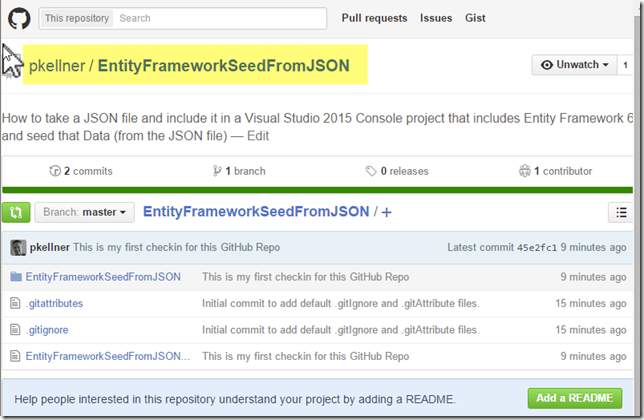 This repository Search Pull requests Issues Gist
pkellner / EntityFrameworkSeedFromJSON Unwatch 1
How to take a JSON file and include it in a Visual Studio 2015 Console project that includes Entity Framework 6
and seed that Data (from the JSON file) — Edit
2 commits 1 branch 0 releases 1 contributor
Branch: master EntityFrameworkSeedFromJSON / +
pkellner This is my first checkin for this GitHub Repo Latest commit 45e2fc1 9 minutes ago
EntityFrameworkSeedFromJSON This is my first checkin for this GitHub Repo 9 minutes ago
.gitattributes Initial commit to add default .gitIgnore and .gitAttribute files. 15 minutes ago
.gitignore Initial commit to add default .gitIgnore and .gitAttribute files. 15 minutes ago
EntityFrameworkSeedFromJSON... This is my first checkin for this GitHub Repo 9 minutes ago
Help people interested in this repository understand your project by adding a README. Add a README